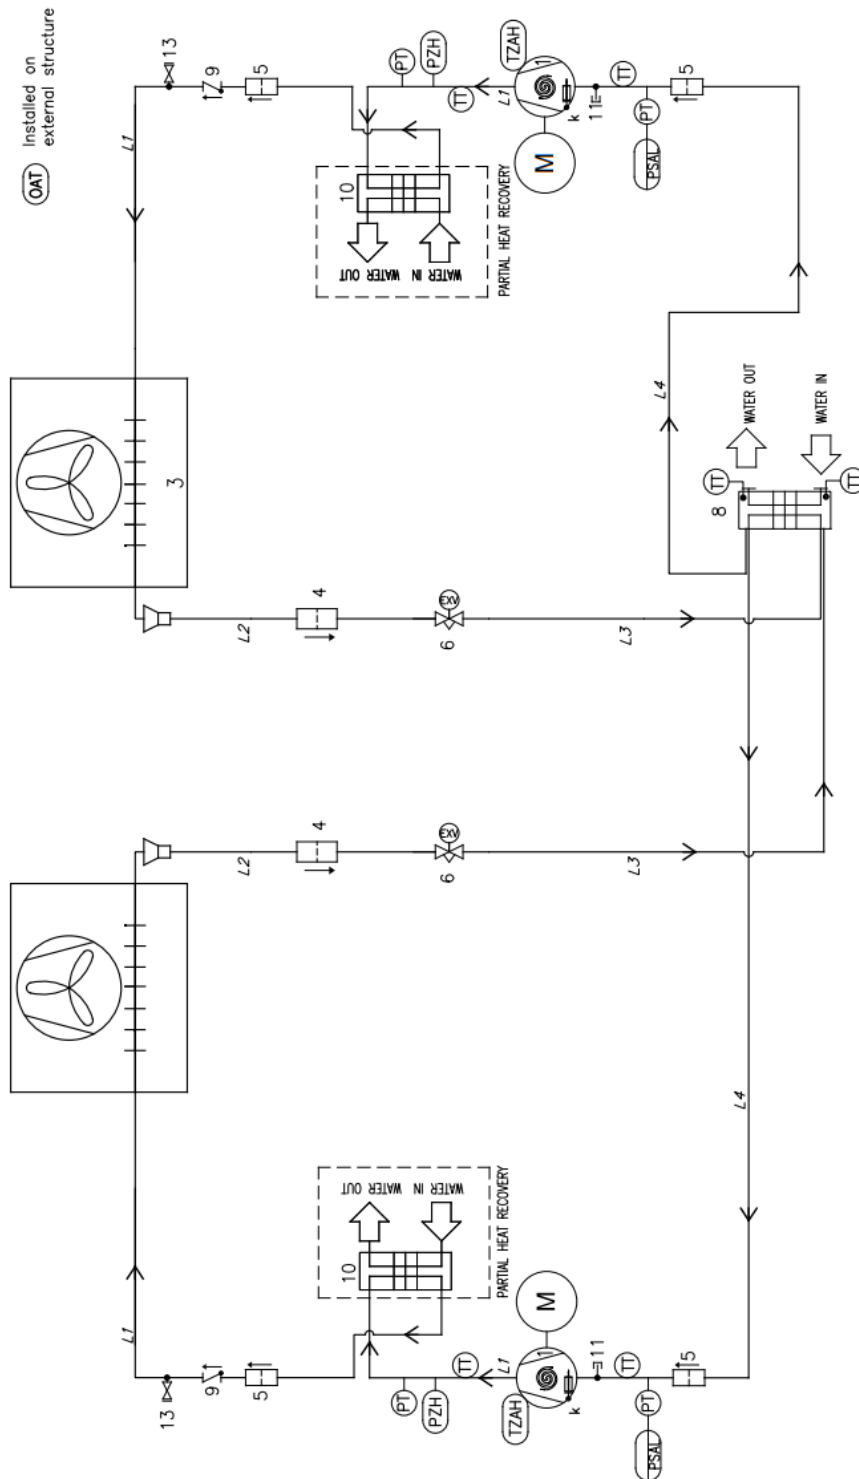 OAT
Installed on
external structure
13
9
5
L1
PT
PZH
TT
L1
TZAH
1
M
k
11
TT
PT
PSAL
5
10
WATER OUT
WATER IN
PARTIAL HEAT RECOVERY
3
L4
WATER OUT
WATER IN
TT
TT
8
L2
4
EXV
6
L3
L2
4
EXV
6
L3
L4
L1
10
WATER OUT
WATER IN
PARTIAL HEAT RECOVERY
13
9
5
PT
PZH
TT
L1
TZAH
1
M
k
11
TT
PT
PSAL
5